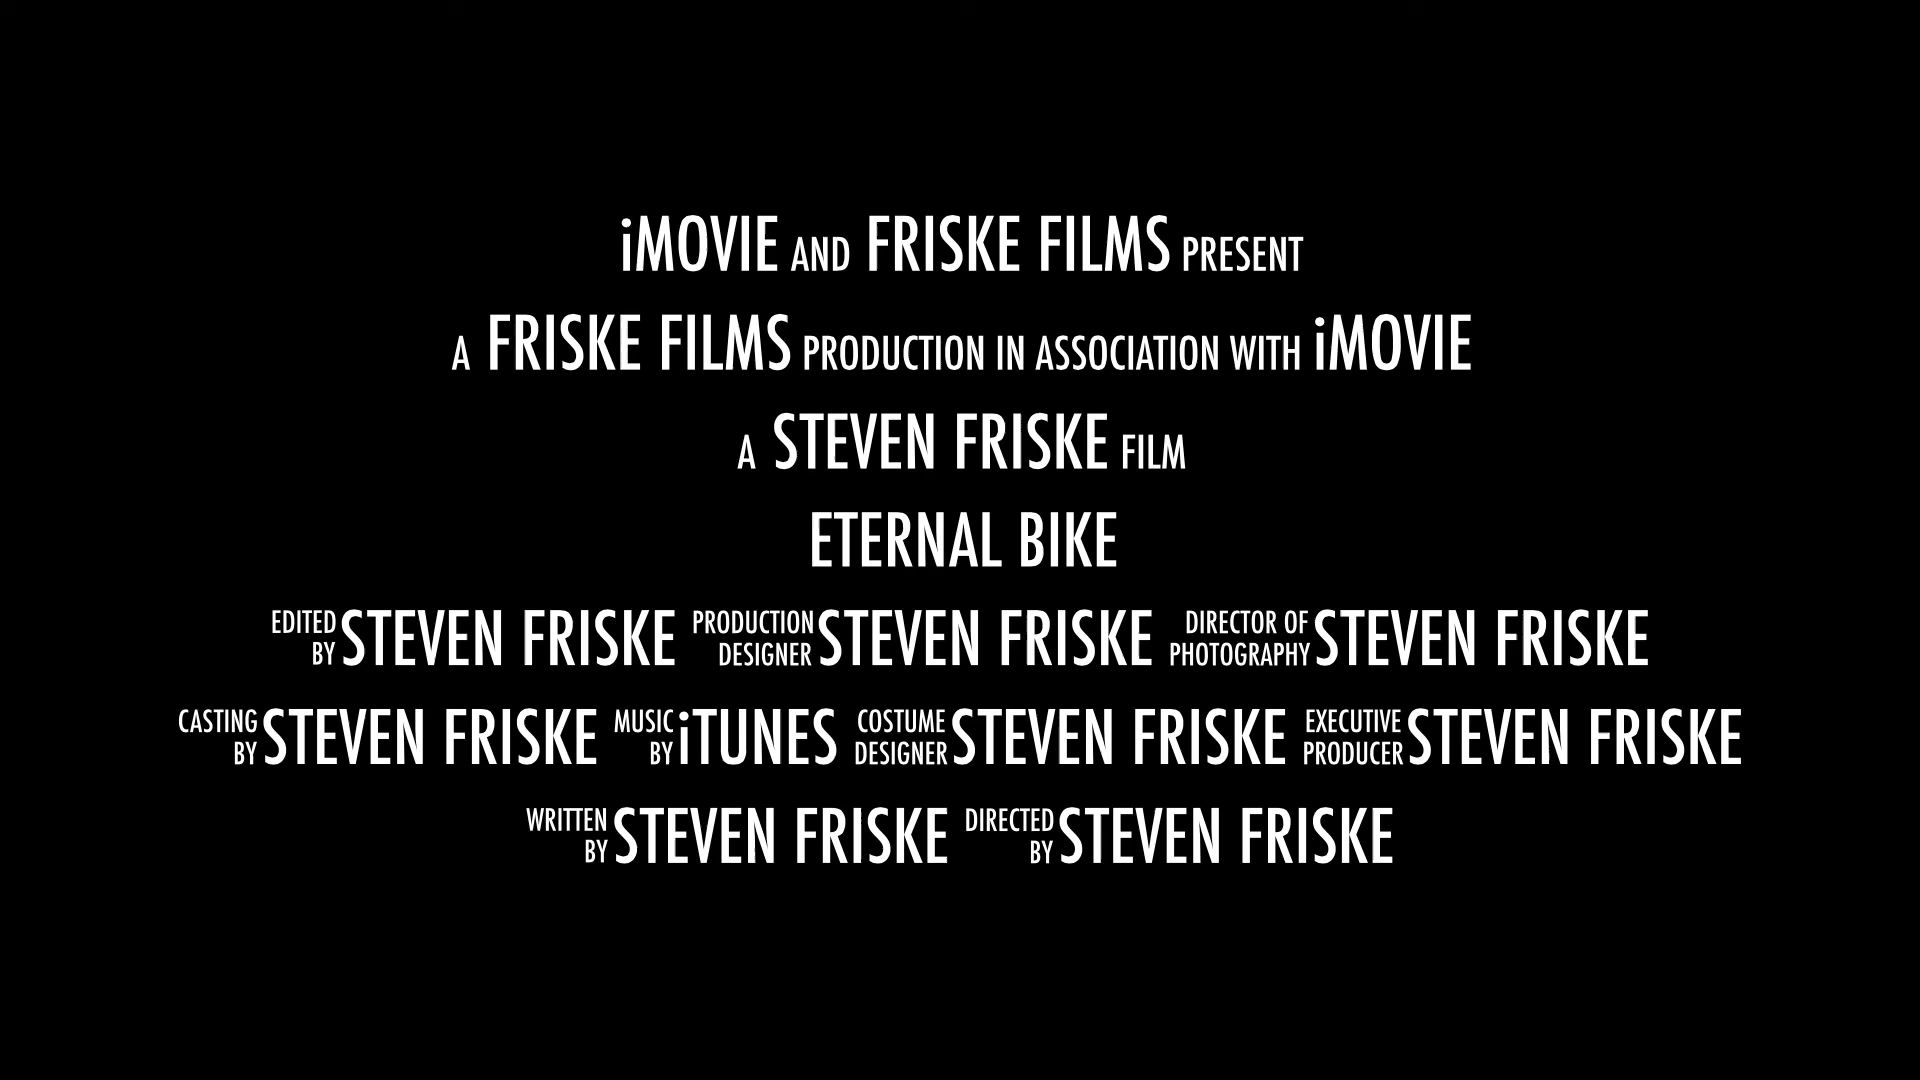 iMOVIE AND FRISKE FILMS PRESENT
A FRISKE FILMS PRODUCTION IN ASSOCIATION WITH iMOVIE
A STEVEN FRISKE FILM
ETERNAL BIKE
EDITED BY STEVEN FRISKE PRODUCTION DESIGNER STEVEN FRISKE DIRECTOR OF PHOTOGRAPHY STEVEN FRISKE
CASTING BY STEVEN FRISKE MUSIC BY iTUNES COSTUME DESIGNER STEVEN FRISKE EXECUTIVE PRODUCER STEVEN FRISKE
WRITTEN BY STEVEN FRISKE DIRECTED BY STEVEN FRISKE